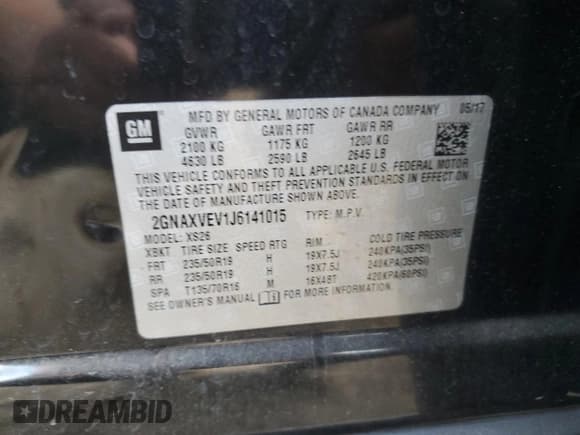 GM
MFD BY GENERAL MOTORS OF CANADA COMPANY 05/17
GVWR GAWR FRT GAWR RR
2100 KG 1175 KG 1200 KG
4630 LB 2590 LB 2645 LB
THIS VEHICLE CONFORMS TO ALL APPLICABLE U.S. FEDERAL MOTOR
VEHICLE SAFETY AND THEFT PREVENTION STANDARDS IN EFFECT ON
THE DATE OF MANUFACTURE SHOWN ABOVE.
2GNAXVEV1J6141015 TYPE: M.P.V.
MODEL: XS26
XBKT TIRE SIZE SPEED RTG RIM COLD TIRE PRESSURE
FRT 235/50R19 H 19X7.5J 240KPA(35PSI)
RR 235/50R19 H 19X7.5J 240KPA(35PSI)
SPA T135/70R16 M 16X4BT 420KPA(60PSI)
SEE OWNER'S MANUAL FOR MORE INFORMATION.
DREAMBID